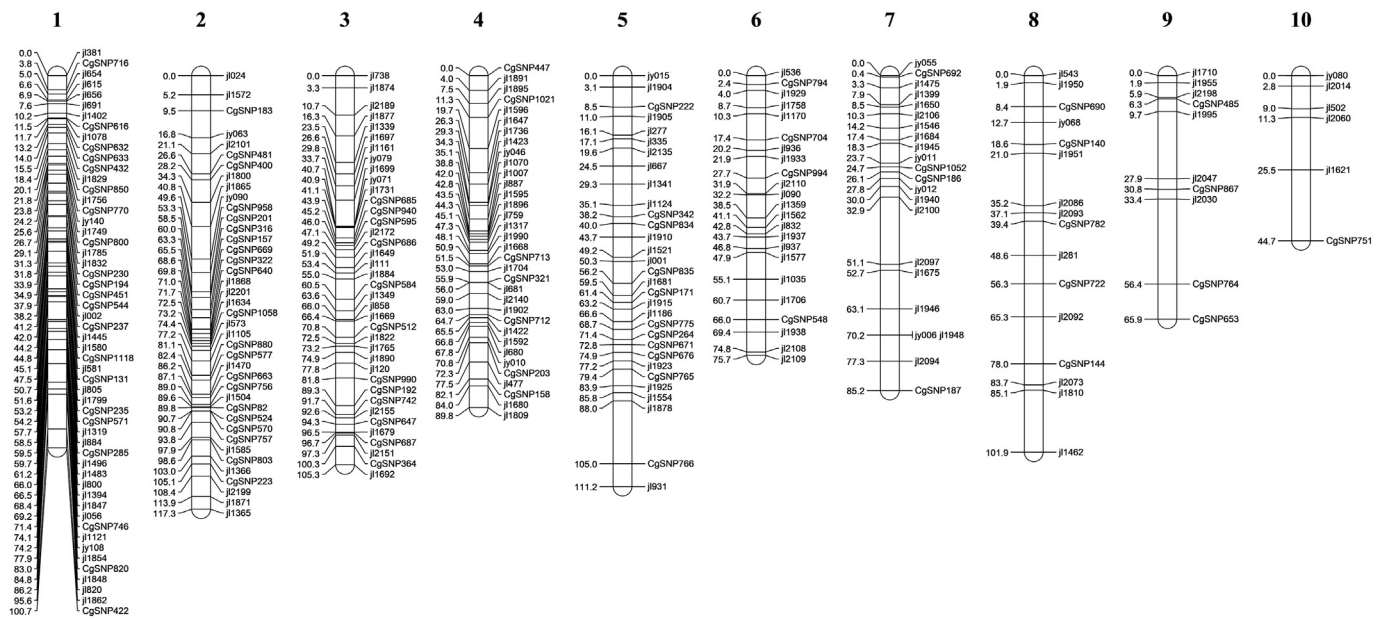 1
0.0 jl381
3.8 CgSNP716
5.0 jl654
6.6 jl615
6.9 jl656
7.6 jl691
10.2 jl1402
11.5 CgSNP616
11.7 jl1078
13.2 CgSNP632
14.0 CgSNP633
15.5 CgSNP432
18.4 jl1829
20.1 CgSNP850
21.8 jl1756
23.8 CgSNP770
24.2 jy140
25.6 jl1749
26.7 CgSNP800
29.1 jl1785
31.3 jl1832
31.8 CgSNP230
33.9 CgSNP194
34.9 CgSNP451
37.9 CgSNP544
38.2 jl002
41.2 CgSNP237
42.0 jl1445
44.2 jl1580
44.8 CgSNP1118
45.1 jl581
47.5 CgSNP131
50.7 jl805
51.6 jl1799
53.2 CgSNP235
54.2 CgSNP571
57.7 jl1319
58.5 jl884
59.5 CgSNP285
59.7 jl1496
61.2 jl1483
66.0 jl800
66.5 jl1394
68.4 jl1847
69.2 jl056
71.4 CgSNP746
74.1 jl1121
74.2 jy108
77.9 jl1854
83.0 CgSNP820
84.8 jl1848
86.2 jl820
95.6 jl1862
100.7 CgSNP422
2
0.0 jl024
5.2 jl1572
9.5 CgSNP183
16.8 jy063
21.1 jl2101
26.6 CgSNP481
28.2 CgSNP400
34.3 jl1800
40.8 jl1865
49.6 jy090
53.3 CgSNP958
58.5 CgSNP201
60.0 CgSNP316
63.3 CgSNP157
65.5 CgSNP669
68.6 CgSNP322
69.8 CgSNP640
71.0 jl1868
71.7 jl2201
72.5 jl1634
73.2 CgSNP1058
74.4 jl573
77.2 jl1105
81.1 CgSNP880
82.4 CgSNP577
86.2 jl1470
87.1 CgSNP663
89.0 CgSNP756
89.6 jl1504
89.8 CgSNP82
90.7 CgSNP524
90.8 CgSNP570
93.8 CgSNP757
97.9 jl1585
98.6 CgSNP803
103.0 jl1366
105.1 CgSNP223
108.4 jl2199
113.9 jl1871
117.3 jl1365
3
0.0 jl738
3.3 jl1874
10.7 jl2189
16.3 jl1877
23.5 jl1339
26.6 jl1697
29.8 jl1161
33.7 jy079
40.7 jl1699
40.9 jy071
41.1 jl1731
43.9 CgSNP685
45.2 CgSNP940
46.0 CgSNP595
47.1 jl2172
49.2 CgSNP686
51.9 jl1649
53.4 jl111
55.0 jl1884
60.5 CgSNP584
63.6 jl1349
66.0 jl858
66.4 jl1669
70.8 CgSNP512
72.5 jl1822
73.2 jl1765
74.9 jl1890
77.8 jl120
81.8 CgSNP990
89.3 CgSNP192
91.7 CgSNP742
92.6 jl2155
94.3 CgSNP647
96.5 jl1679
96.7 CgSNP687
97.3 jl2151
100.3 CgSNP364
105.3 jl1692
4
0.0 CgSNP447
4.0 jl1891
7.5 jl1895
11.3 CgSNP1021
19.7 jl1596
26.3 jl1647
29.3 jl1736
34.3 jl1423
35.1 jy046
38.8 jl1070
42.0 jl1007
43.8 jl887
44.2 jl1595
44.3 jl1896
45.1 jl759
47.3 jl1317
48.1 jl1990
50.9 jl1668
51.5 CgSNP713
53.0 jl1704
55.9 CgSNP321
56.0 jl681
59.0 jl2140
63.0 jl1902
64.7 CgSNP712
65.5 jl1422
66.8 jl1592
67.8 jl680
70.8 jy010
72.3 CgSNP203
77.5 jl477
82.1 CgSNP158
84.0 jl1680
89.8 jl1809
5
0.0 jy015
3.1 jl1904
8.5 CgSNP222
11.0 jl1905
16.1 jl277
17.1 jl335
19.6 jl2135
24.5 jl667
29.3 jl1341
35.1 jl1124
38.2 CgSNP342
40.0 CgSNP834
43.7 jl1910
49.2 jl1521
50.3 jl001
56.2 CgSNP835
59.5 jl1681
61.4 CgSNP171
63.2 jl1915
66.6 jl1186
68.7 CgSNP775
71.4 CgSNP264
72.8 CgSNP671
74.9 CgSNP676
77.2 jl1923
79.4 CgSNP765
83.9 jl1925
85.8 jl1554
88.0 jl1878
105.0 CgSNP766
111.2 jl931
6
0.0 jl536
2.4 CgSNP794
4.0 jl1929
8.7 jl1758
10.3 jl1170
17.4 CgSNP704
20.2 jl936
21.9 jl1933
27.7 CgSNP994
31.9 jl2110
32.2 jl090
38.5 jl1359
41.1 jl1562
42.8 jl832
43.7 jl1937
46.8 jl937
47.9 jl1577
55.1 jl1035
60.7 jl1706
66.0 CgSNP548
69.4 jl1938
74.8 jl2108
75.7 jl2109
7
0.0 jy055
0.4 CgSNP692
3.3 jl1475
7.9 jl1399
8.5 jl1650
10.3 jl2106
14.2 jl1546
17.4 jl1684
18.3 jl1945
23.7 jy011
24.7 CgSNP1052
26.1 CgSNP186
27.8 jy012
30.0 jl1940
32.9 jl2100
51.1 jl2097
52.7 jl1675
63.1 jl1946
70.2 jy006 jl1948
77.3 jl2094
85.2 CgSNP187
8
0.0 jl543
1.9 jl1950
8.4 CgSNP690
12.7 jy068
18.6 CgSNP140
21.0 jl1951
35.2 jl2086
37.1 jl2093
39.4 CgSNP782
48.6 jl281
56.3 CgSNP722
65.3 jl2092
78.0 CgSNP144
83.7 jl2073
85.1 jl1810
101.9 jl1462
9
0.0 jl1710
1.9 jl1955
5.9 jl2198
6.3 CgSNP485
9.7 jl1995
27.9 jl2047
30.8 CgSNP867
33.4 jl2030
56.4 CgSNP764
65.9 CgSNP653
10
0.0 jy080
2.8 jl2014
9.0 jl502
11.3 jl2060
25.5 jl1621
44.7 CgSNP751